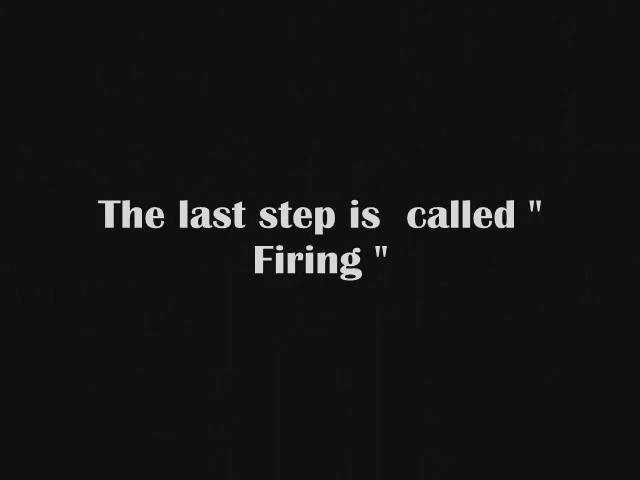 The last step is  called "
Firing "